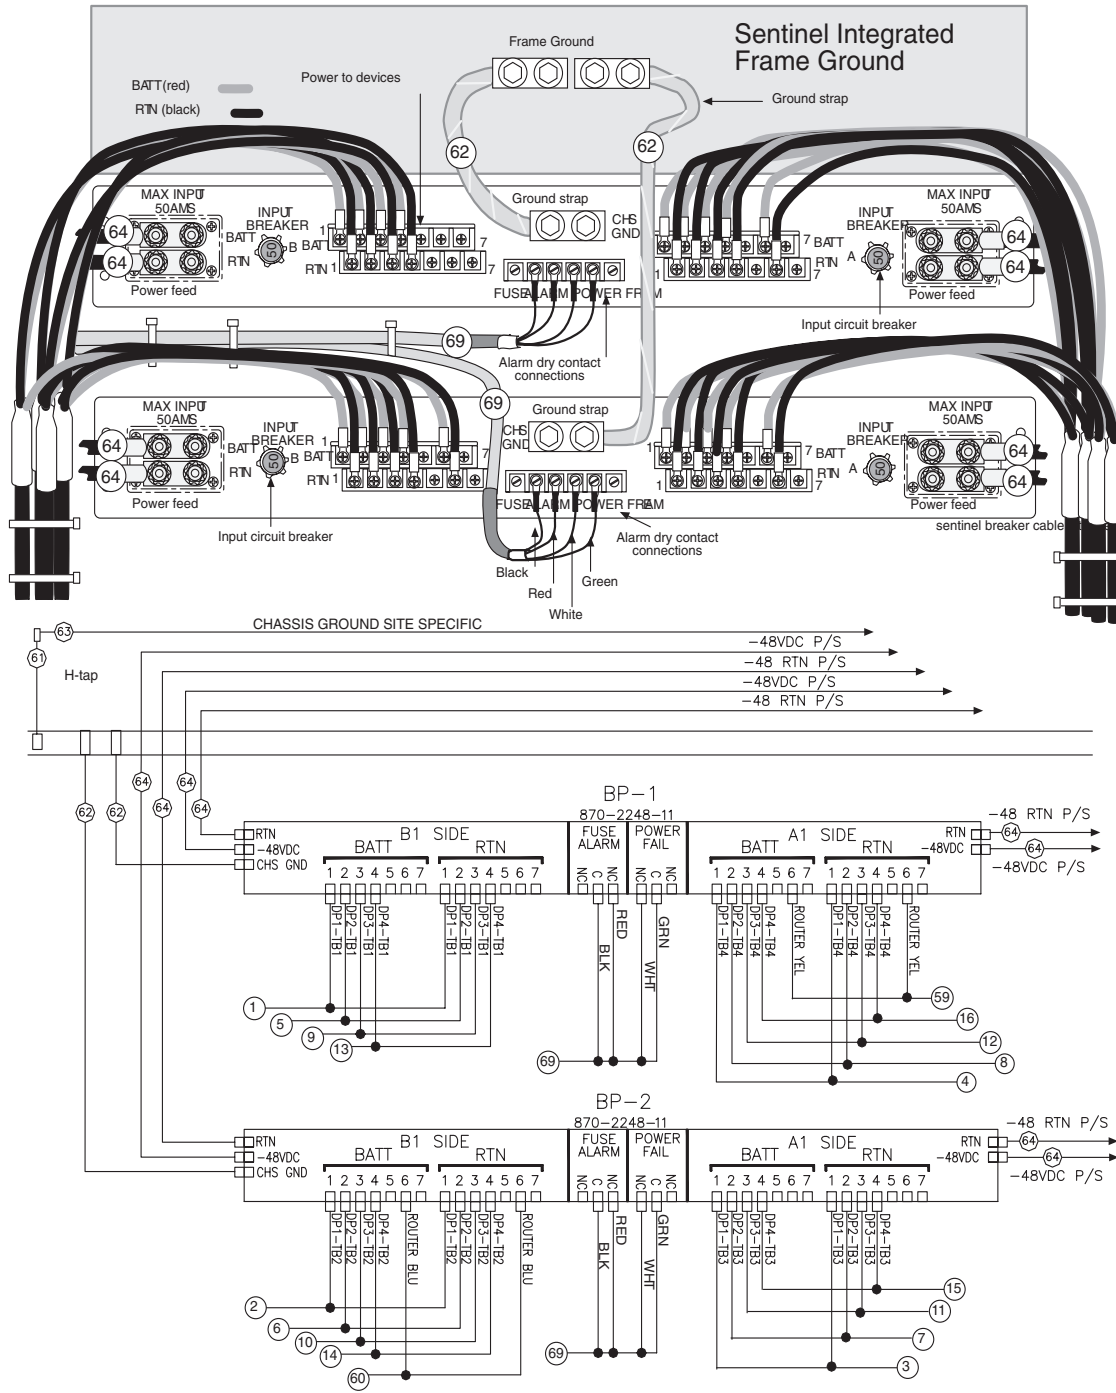 Sentinel Integrated
Frame Ground
Frame Ground
BATT(red)
RTN (black)
Power to devices
Ground strap
62
62
MAX INPUT
50AMS
64
64
INPUT
BREAKER
BATT
RTN
50
B
BATT
RTN
1
1
7
7
Power feed
Ground strap
CHS
GND
FUSE ALARM POWER FRAM
1
1
7
7
BATT
RTN
INPUT
BREAKER
A
50
MAX INPUT
50AMS
64
64
Power feed
Input circuit breaker
69
Alarm dry contact
connections
69
MAX INPUT
50AMS
64
64
INPUT
BREAKER
BATT
RTN
50
B
BATT
RTN
1
1
7
7
Power feed
Input circuit breaker
Ground strap
CHS
GND
FUSE ALARM POWER FRAM
1
1
7
7
BATT
RTN
INPUT
BREAKER
A
50
MAX INPUT
50AMS
64
64
Power feed
sentinel breaker cable
Alarm dry contact
connections
Black
Red
White
Green
63
CHASSIS GROUND SITE SPECIFIC
61
H-tap
-48VDC P/S
-48 RTN P/S
-48VDC P/S
-48 RTN P/S
62
62
64
64
64
64
BP-1
870-2248-11
RTN
-48VDC
CHS GND
B1 SIDE
BATT
RTN
1 2 3 4 5 6 7
1 2 3 4 5 6 7
FUSE
ALARM
POWER
FAIL
NC C NC
NC C NC
A1 SIDE
BATT
RTN
1 2 3 4 5 6 7
1 2 3 4 5 6 7
RTN
-48VDC
64
64
-48 RTN P/S
-48VDC P/S
DP1-TB1
DP2-TB1
DP3-TB1
DP4-TB1
DP1-TB1
DP2-TB1
DP3-TB1
DP4-TB1
BLK
RED
WHT
GRN
DP1-TB4
DP2-TB4
DP3-TB4
DP4-TB4
ROUTER YEL
DP1-TB4
DP2-TB4
DP3-TB4
DP4-TB4
ROUTER YEL
1
5
9
13
69
59
16
12
8
4
BP-2
870-2248-11
RTN
-48VDC
CHS GND
B1 SIDE
BATT
RTN
1 2 3 4 5 6 7
1 2 3 4 5 6 7
FUSE
ALARM
POWER
FAIL
NC C NC
NC C NC
A1 SIDE
BATT
RTN
1 2 3 4 5 6 7
1 2 3 4 5 6 7
RTN
-48VDC
64
64
-48 RTN P/S
-48VDC P/S
DP1-TB2
DP2-TB2
DP3-TB2
DP4-TB2
ROUTER BLU
DP1-TB2
DP2-TB2
DP3-TB2
DP4-TB2
ROUTER BLU
BLK
RED
WHT
GRN
DP1-TB3
DP2-TB3
DP3-TB3
DP4-TB3
DP1-TB3
DP2-TB3
DP3-TB3
DP4-TB3
2
6
10
14
60
69
15
11
7
3